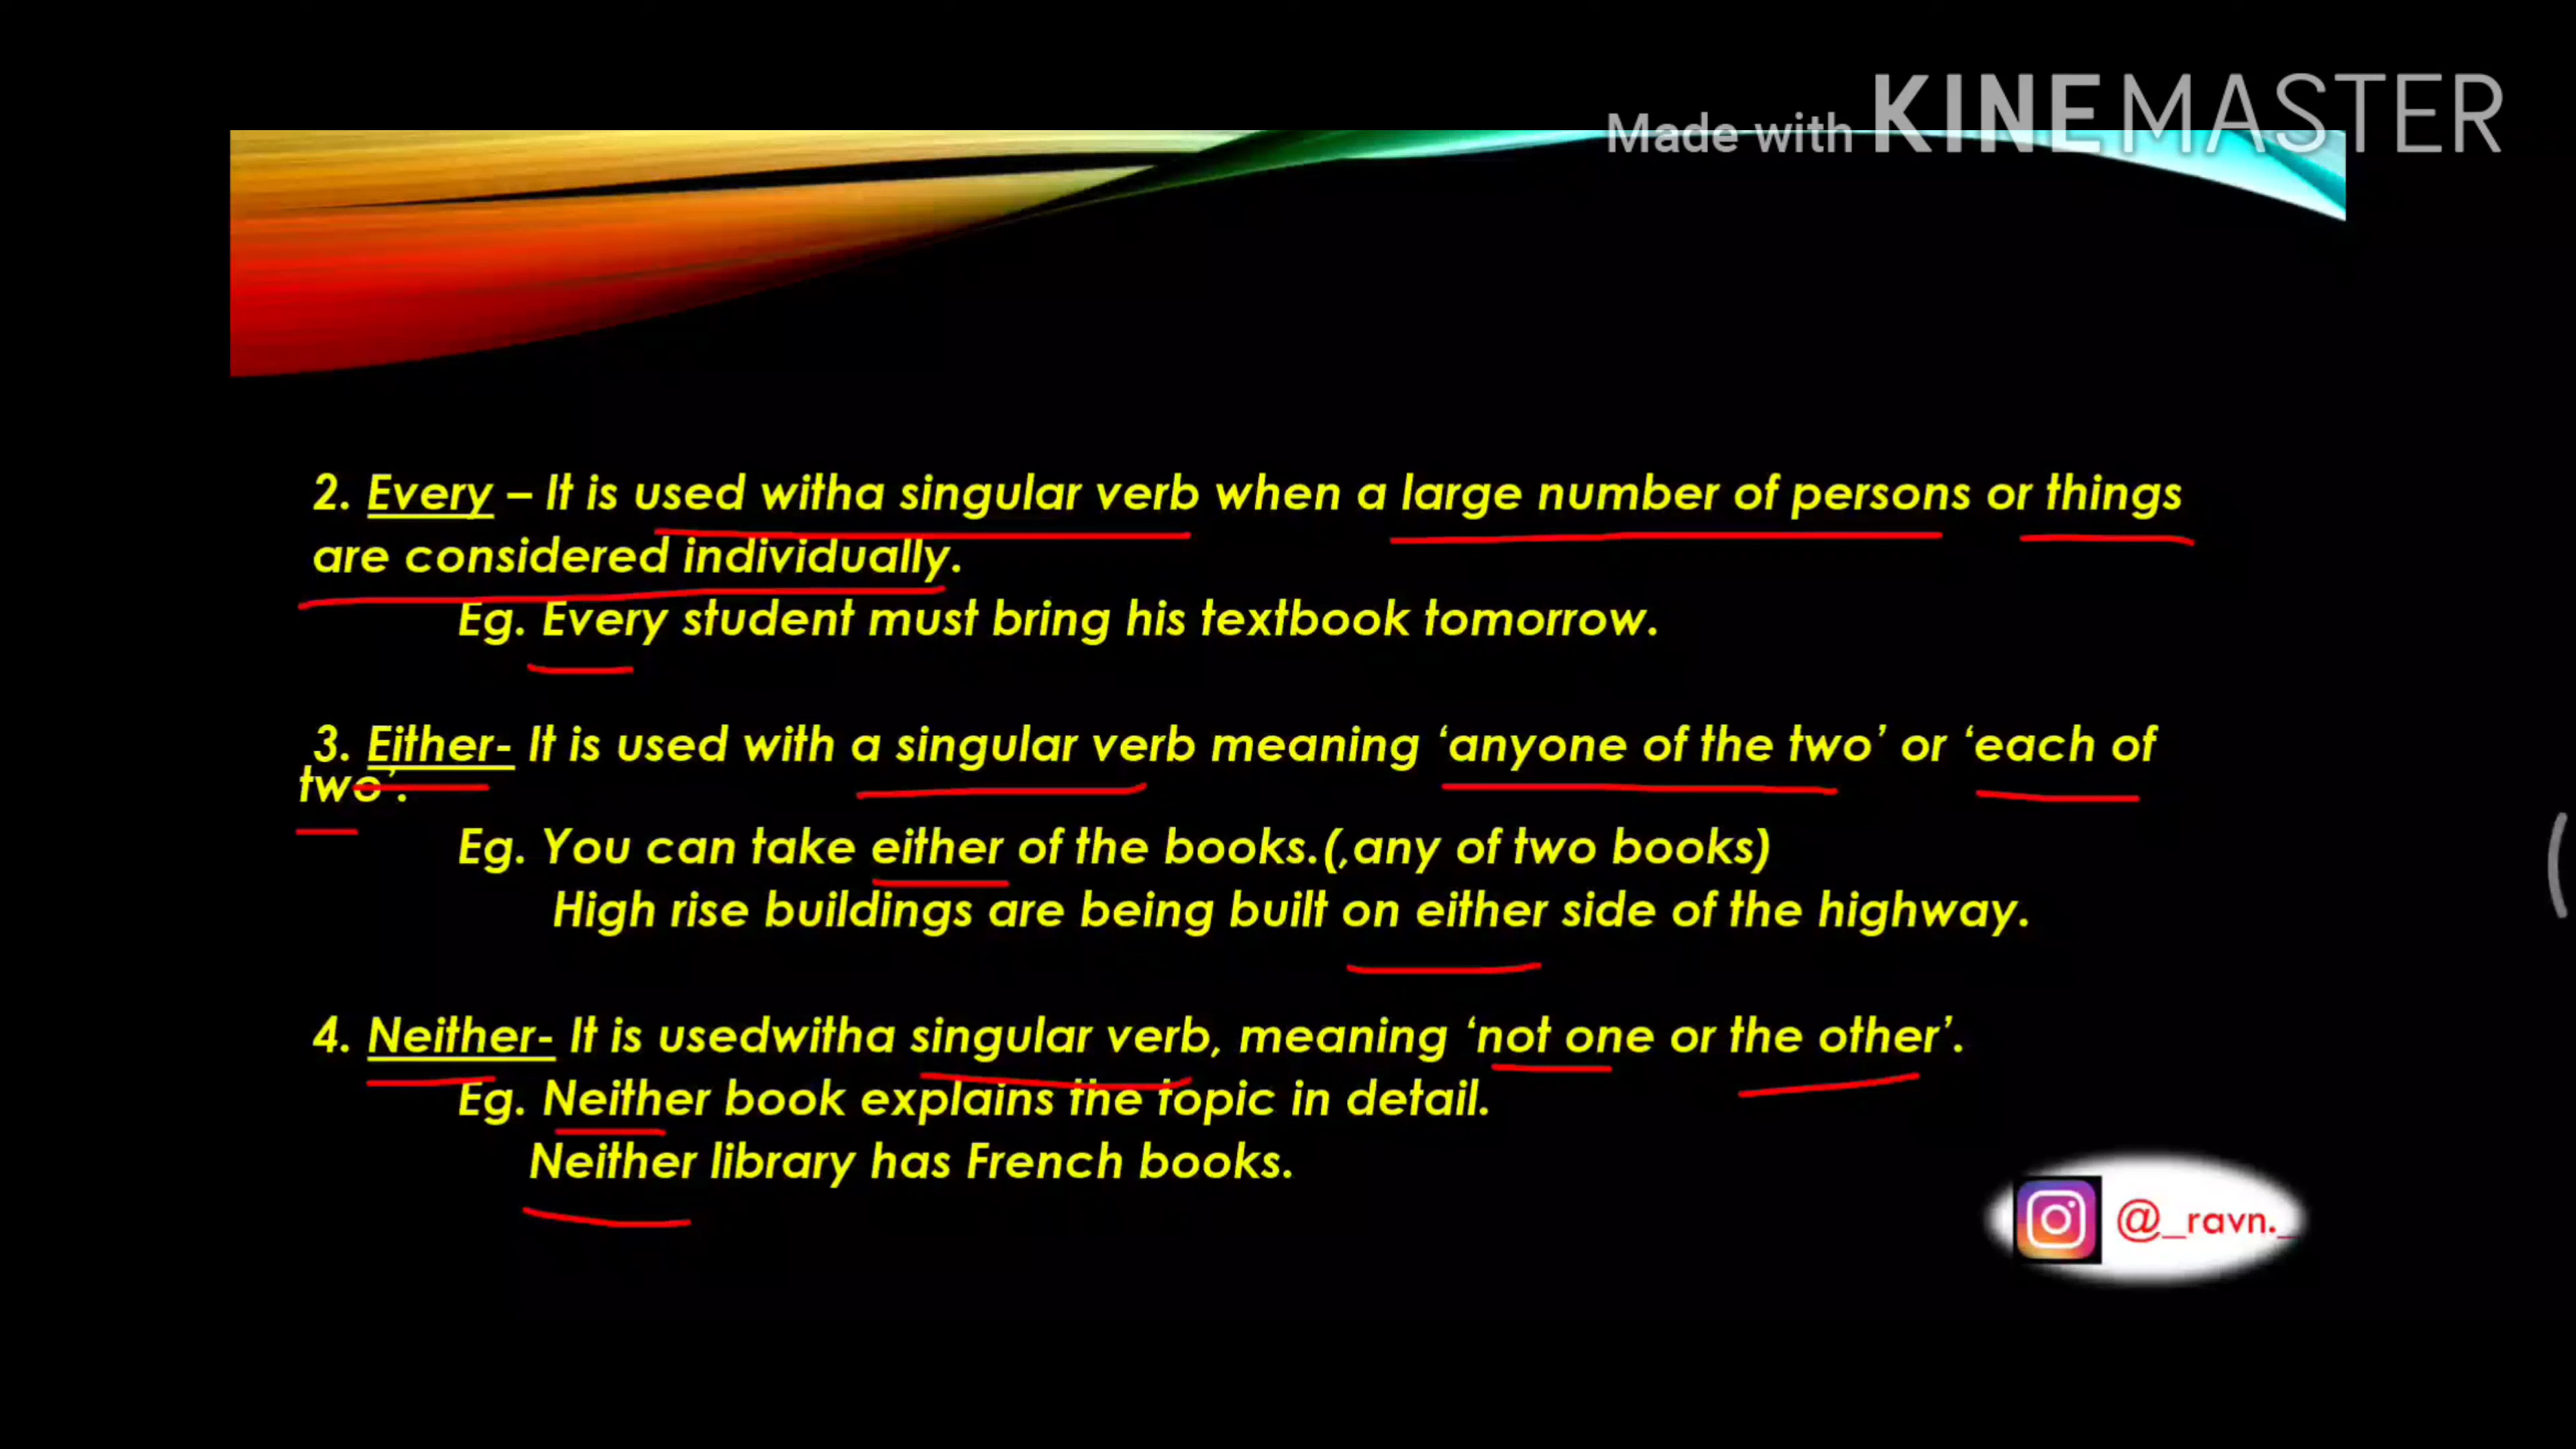 Made with KINEMASTER
2. Every – It is used witha singular verb when a large number of persons or things
are considered individually.
Eg. Every student must bring his textbook tomorrow.
3. Either- It is used with a singular verb meaning ‘anyone of the two’ or ‘each of
two’.
Eg. You can take either of the books.(,any of two books)
High rise buildings are being built on either side of the highway.
4. Neither- It is usedwitha singular verb, meaning ‘not one or the other’.
Eg. Neither book explains the topic in detail.
Neither library has French books.
@_ravn._